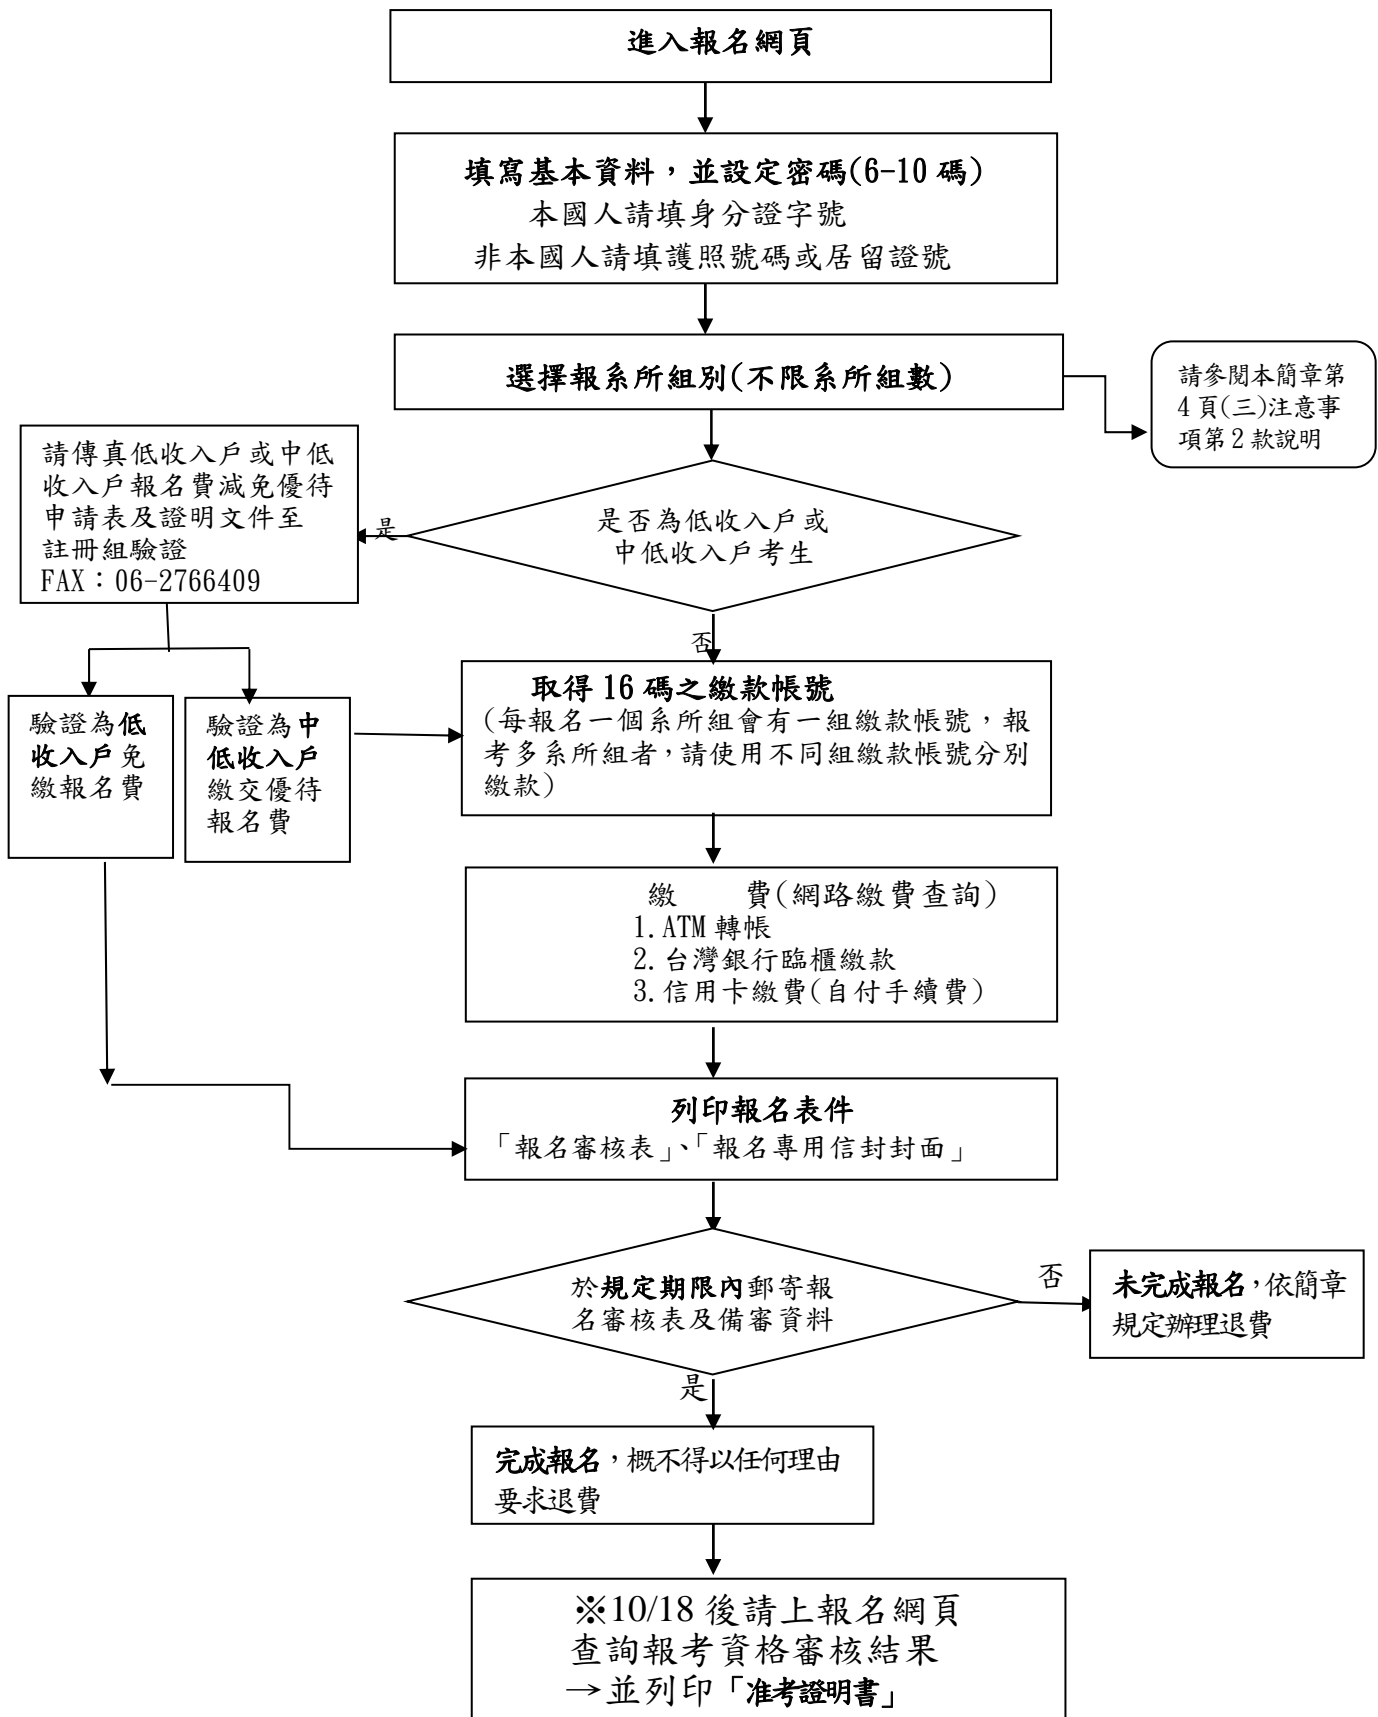 進入報名網頁
填寫基本資料，並設定密碼(6-10 碼)
本國人請填身分證字號
非本國人請填護照號碼或居留證號
選擇報系所組別(不限系所組數)
請參閱本簡章第
4 頁(三)注意事
項第 2 款說明
請傳真低收入戶或中低
收入戶報名費減免優待
申請表及證明文件至
註冊組驗證
FAX：06-2766409
是
是否為低收入戶或
中低收入戶考生
否
驗證為低
收入戶免
繳報名費
驗證為中
低收入戶
繳交優待
報名費
取得 16 碼之繳款帳號
(每報名一個系所組會有一組繳款帳號，報
考多系所組者，請使用不同組繳款帳號分別
繳款)
繳　　費(網路繳費查詢)
1. ATM 轉帳
2. 台灣銀行臨櫃繳款
3. 信用卡繳費(自付手續費)
列印報名表件
「報名審核表」、「報名專用信封封面」
於規定期限內郵寄報
名審核表及備審資料
否
未完成報名，依簡章
規定辦理退費
是
完成報名，概不得以任何理由
要求退費
※10/18 後請上報名網頁
查詢報考資格審核結果
→並列印「准考證明書」